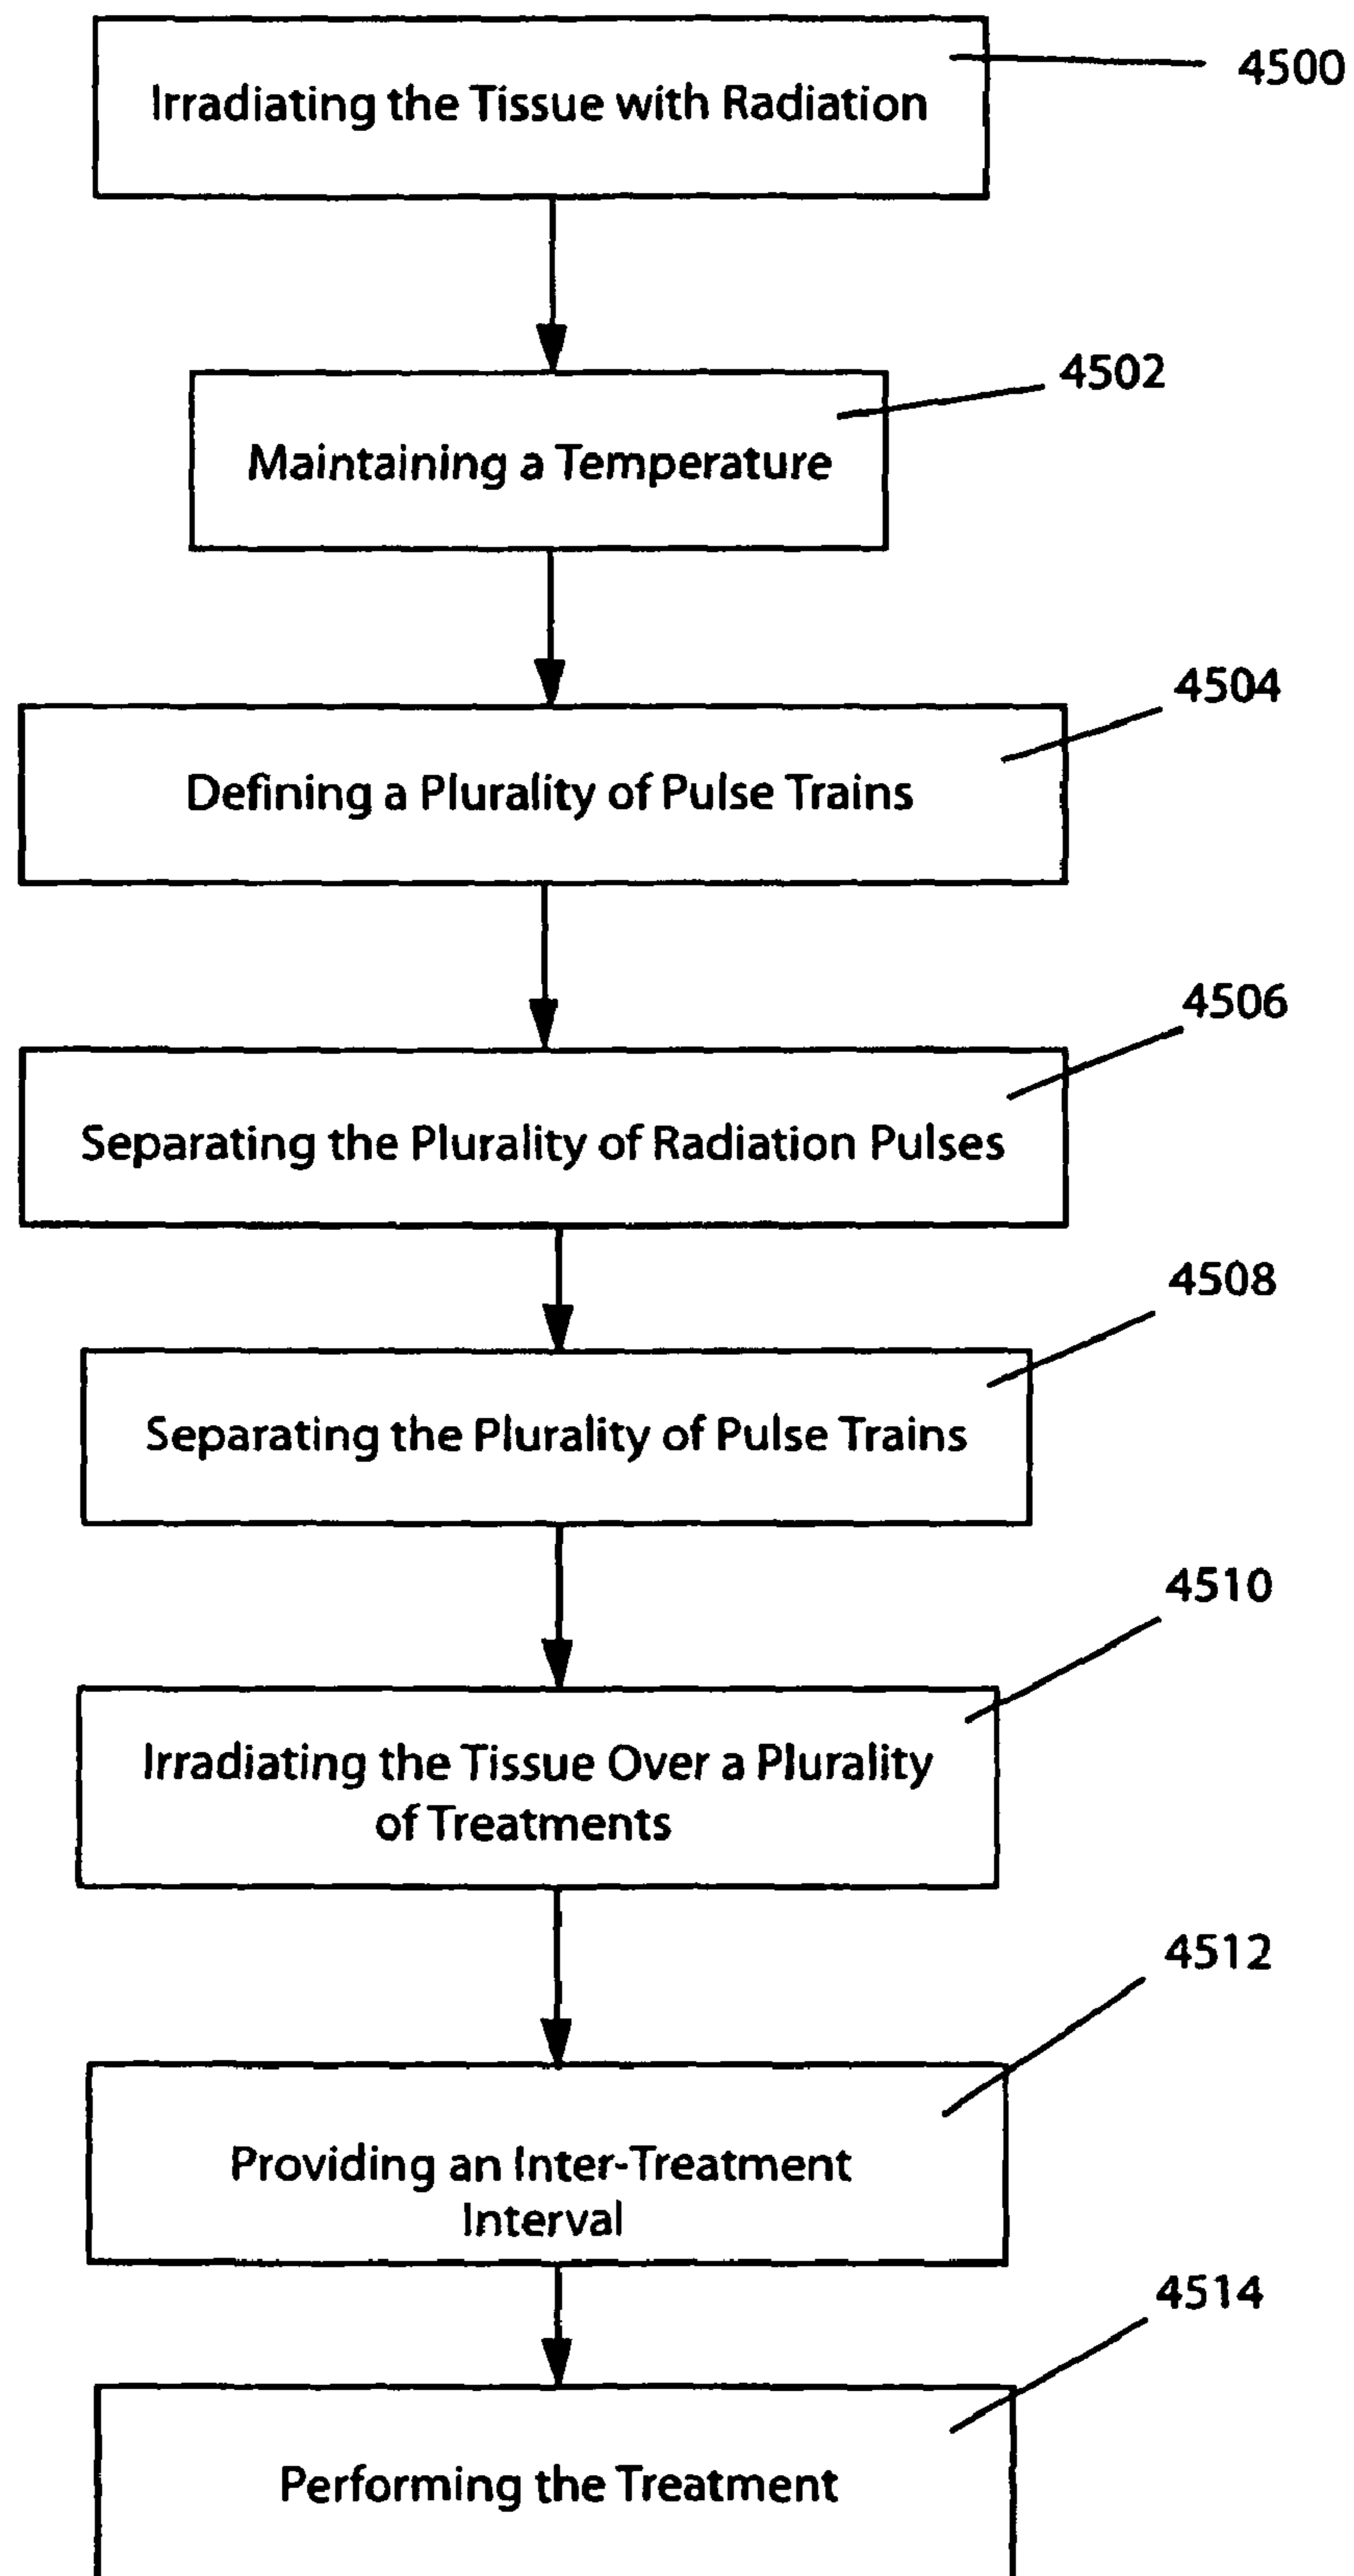 4500
Irradiating the Tissue with Radiation
4502
Maintaining a Temperature
4504
Defining a Plurality of Pulse Trains
4506
Separating the Plurality of Radiation Pulses
4508
Separating the Plurality of Pulse Trains
4510
Irradiating the Tissue Over a Plurality
of Treatments
4512
Providing an Inter-Treatment
Interval
4514
Performing the Treatment